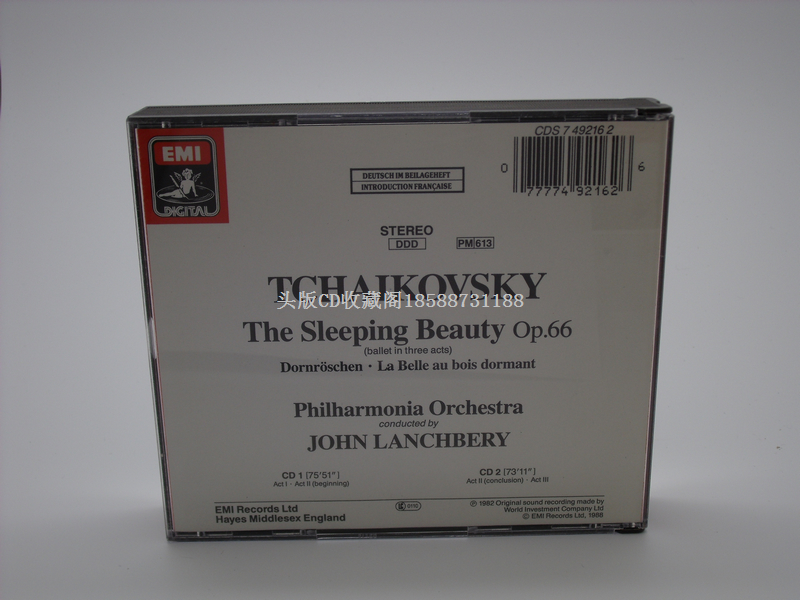 EMI
DIGITAL
CDS 7 49216 2
0 77774 92162 6
DEUTSCH IM BEILAGEHEFT
INTRODUCTION FRANÇAISE
STEREO
DDD
PM 613
TCHAIKOVSKY
头版CD收藏阁18588731188
The Sleeping Beauty Op.66
(ballet in three acts)
Dornröschen · La Belle au bois dormant
Philharmonia Orchestra
conducted by
JOHN LANCHBERY
CD 1 [75'51"]
Act I · Act II (beginning)
CD 2 [73'11"]
Act II (conclusion) · Act III
EMI Records Ltd
Hayes Middlesex England
℗ 1982 Original sound recording made by
World Investment Company Ltd
© EMI Records Ltd, 1988